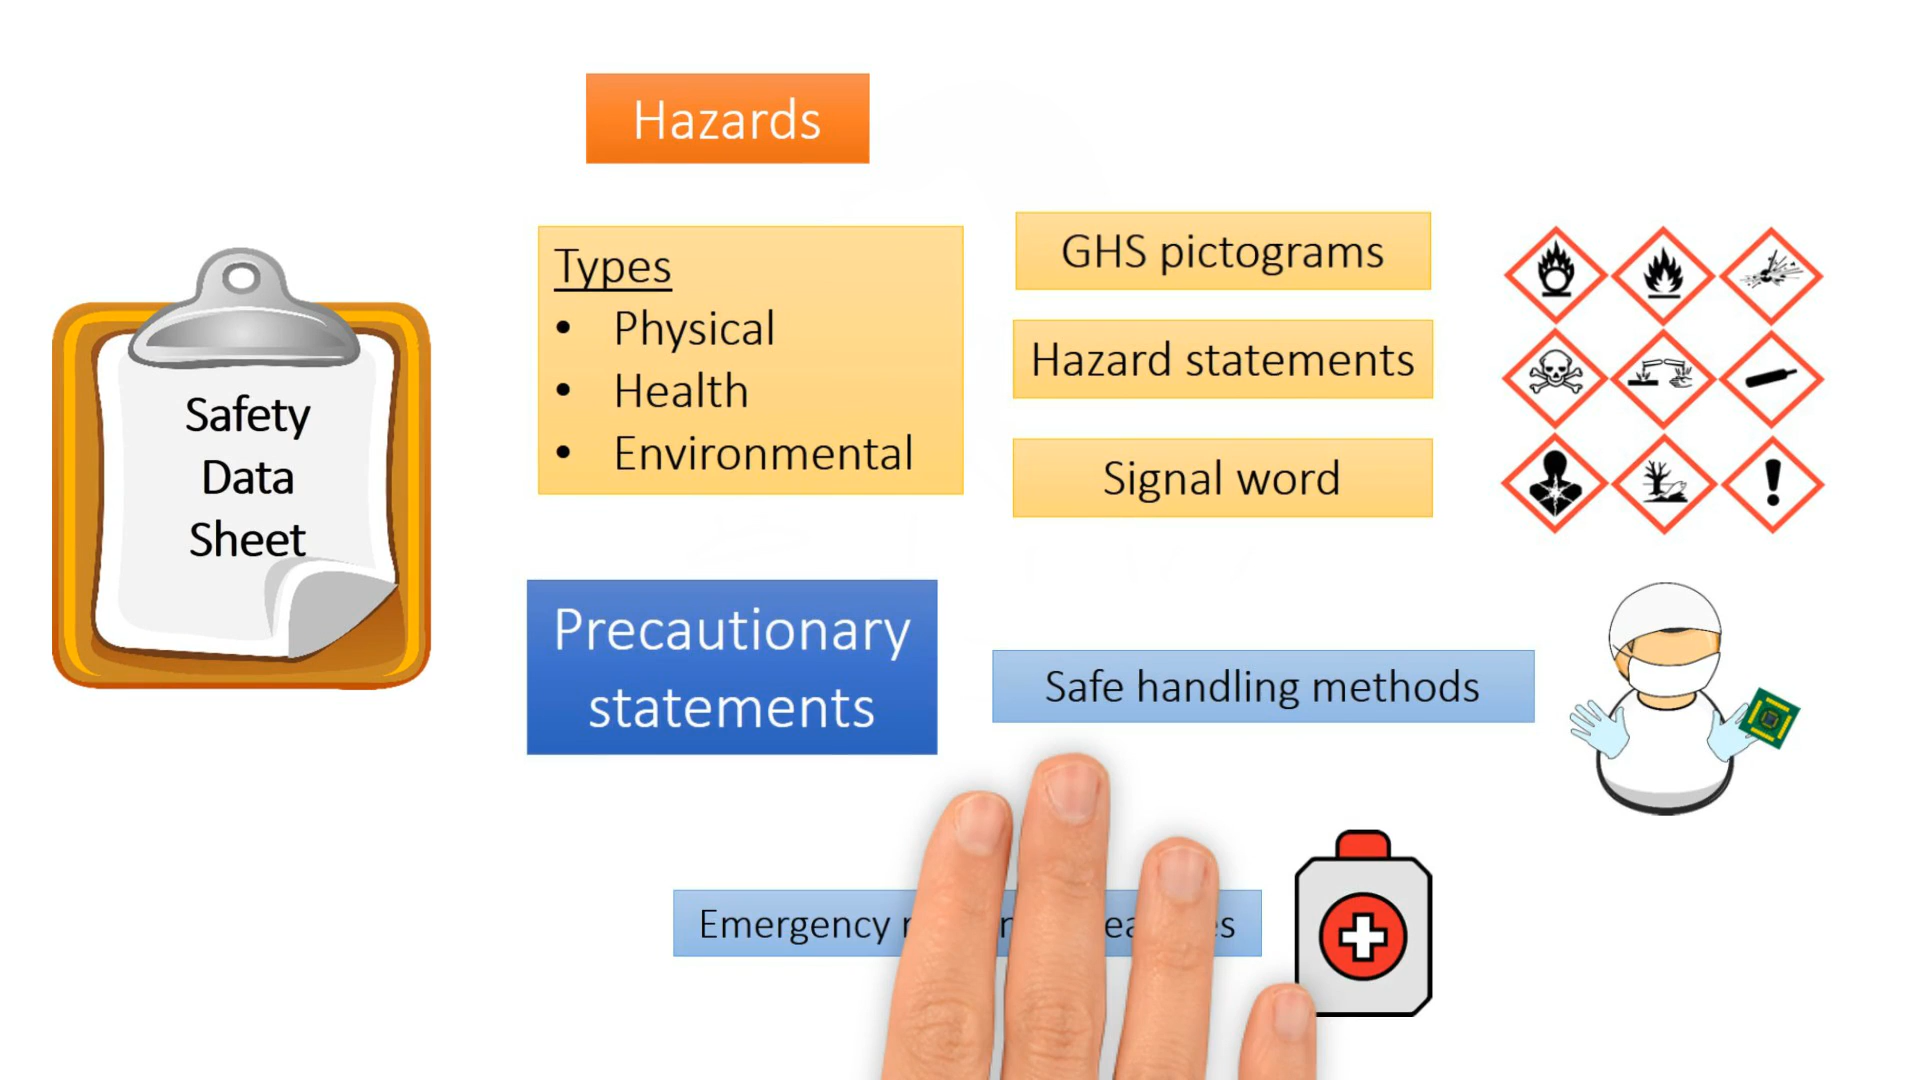 Hazards
Types
• Physical
• Health
• Environmental
GHS pictograms
Hazard statements
Signal word
Safety
Data
Sheet
Precautionary
statements
Safe handling methods
Emergency